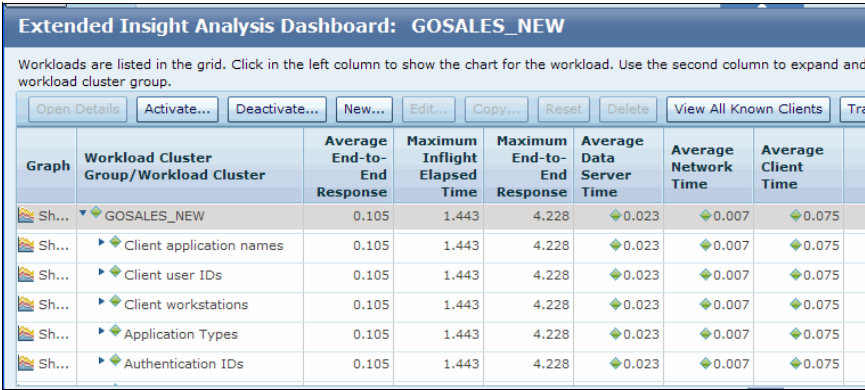 Extended Insight Analysis Dashboard: GOSALES_NEW
Workloads are listed in the grid. Click in the left column to show the chart for the workload. Use the second column to expand and
workload cluster group.
Open Details Activate... Deactivate... New... Edit... Copy... Reset Delete View All Known Clients Tra
Graph Workload Cluster Group/Workload Cluster Average End-to-End Response Maximum Inflight Elapsed Time Maximum End-to-End Response Average Data Server Time Average Network Time Average Client Time
Sh... GOSALES_NEW 0.105 1.443 4.228 0.023 0.007 0.075
Sh... Client application names 0.105 1.443 4.228 0.023 0.007 0.075
Sh... Client user IDs 0.105 1.443 4.228 0.023 0.007 0.075
Sh... Client workstations 0.105 1.443 4.228 0.023 0.007 0.075
Sh... Application Types 0.105 1.443 4.228 0.023 0.007 0.075
Sh... Authentication IDs 0.105 1.443 4.228 0.023 0.007 0.075